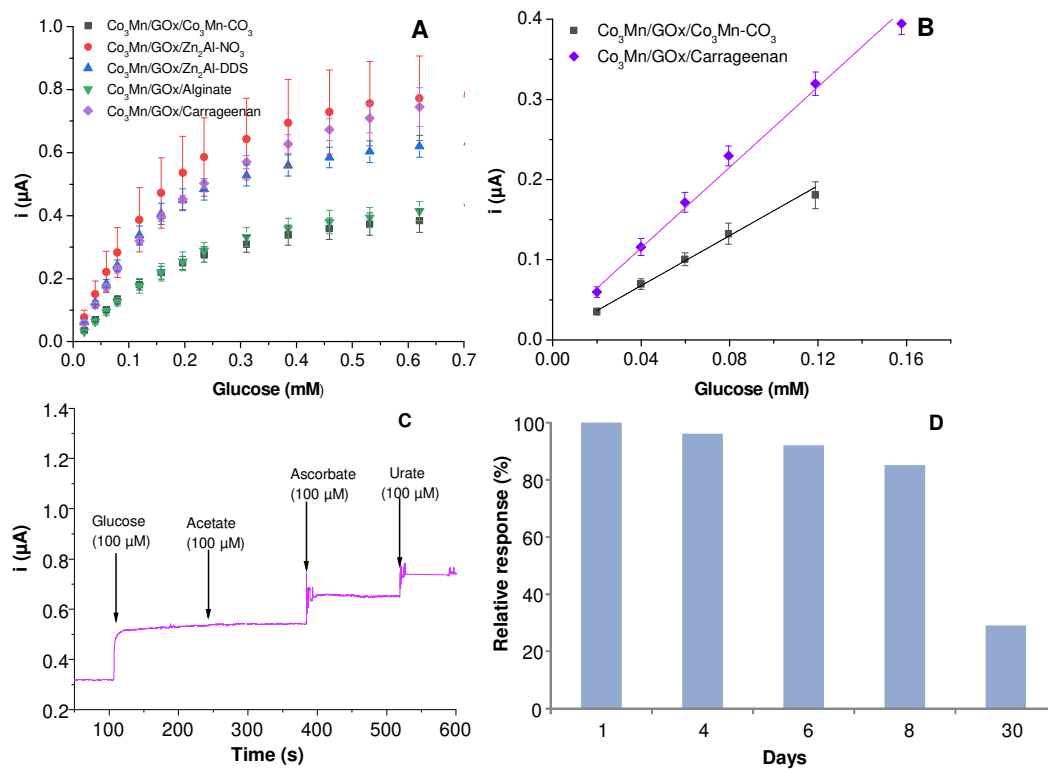 A
Co₃Mn/GOx/Co₃Mn-CO₃
Co₃Mn/GOx/Zn₂Al-NO₃
Co₃Mn/GOx/Zn₂Al-DDS
Co₃Mn/GOx/Alginate
Co₃Mn/GOx/Carrageenan
1.0
0.8
0.6
0.4
0.2
0.0
i (µA)
0.0 0.1 0.2 0.3 0.4 0.5 0.6 0.7
Glucose (mM)
B
Co₃Mn/GOx/Co₃Mn-CO₃
Co₃Mn/GOx/Carrageenan
0.4
0.3
0.2
0.1
0.0
i (µA)
0.04 0.08 0.12 0.16
Glucose (mM)
C
1.4
1.2
1.0
0.8
0.6
0.4
0.2
i (µA)
Glucose
(100 µM)
Acetate
(100 µM)
Ascorbate
(100 µM)
Urate
(100 µM)
100 200 300 400 500 600
Time (s)
D
100
80
60
40
20
0
Relative response (%)
1 4 6 8 30
Days